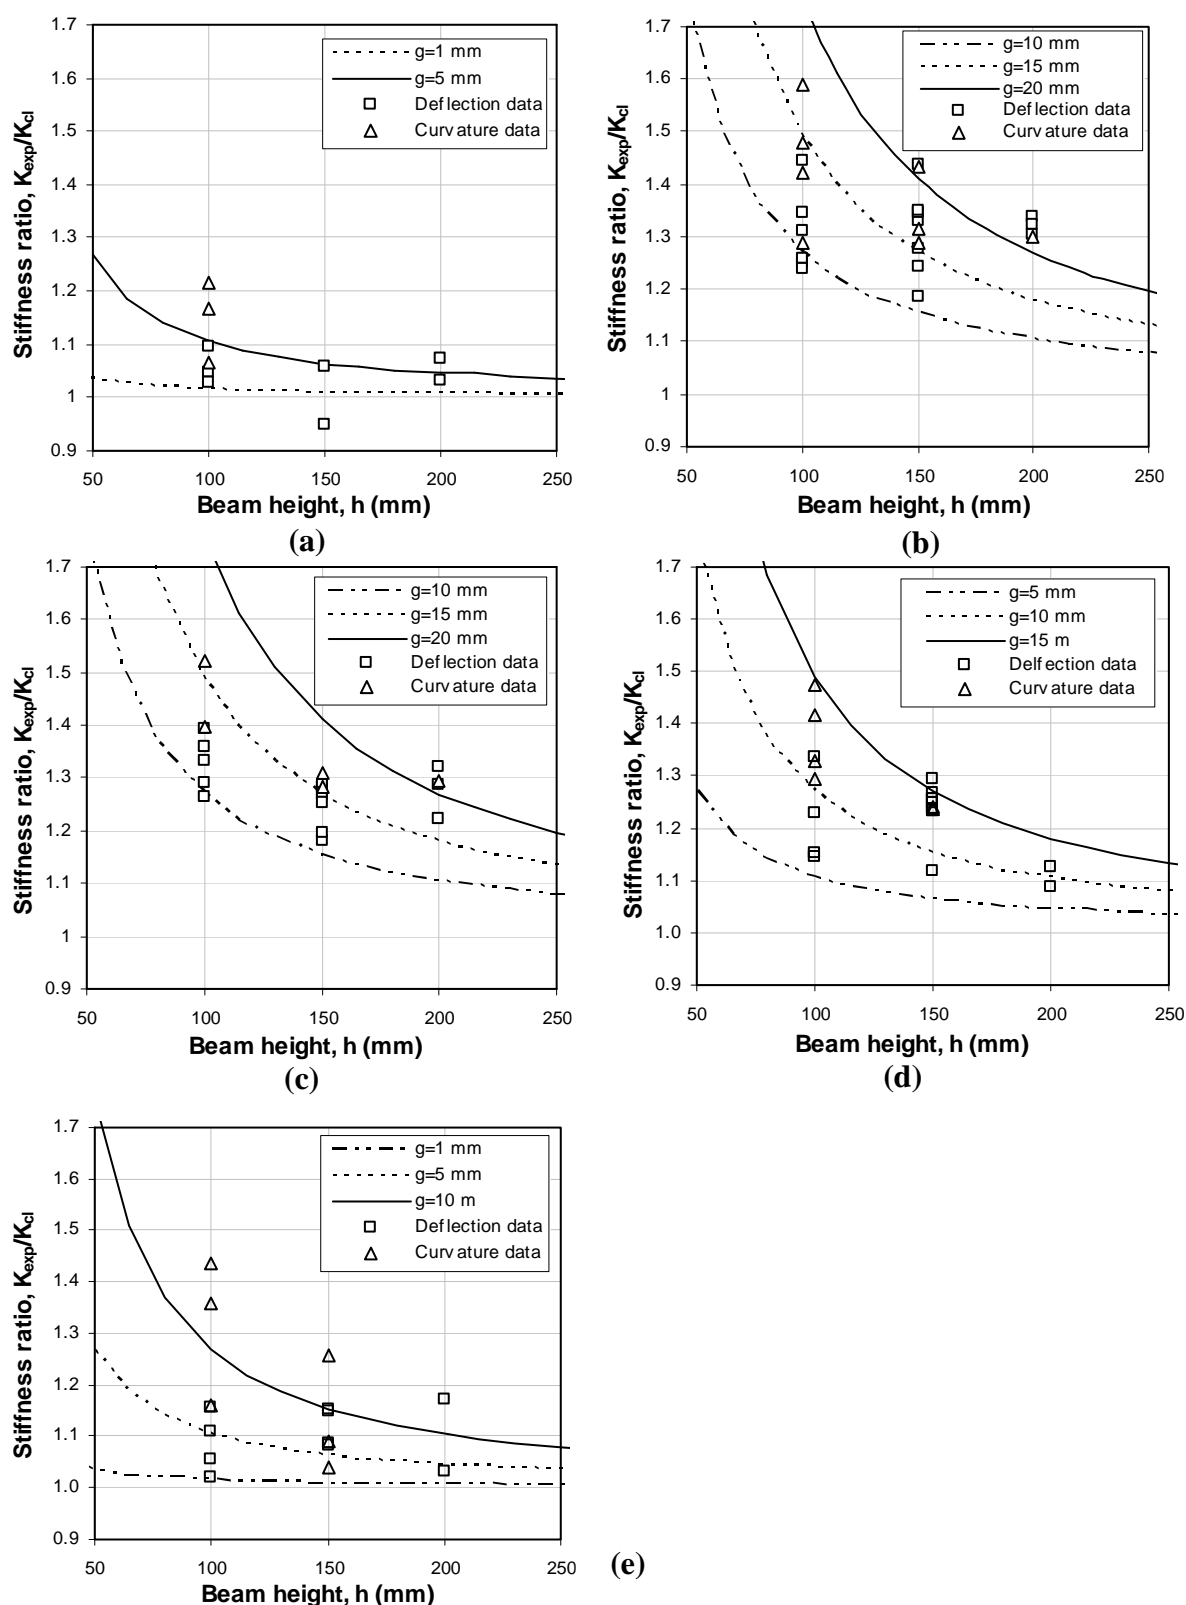 1.7
1.6
1.5
1.4
1.3
1.2
1.1
1
0.9
Stiffness ratio, Kexp/Kcl
g=1 mm
g=5 mm
Deflection data
Curvature data
50 100 150 200 250
Beam height, h (mm)
(a)
1.7
1.6
1.5
1.4
1.3
1.2
1.1
1
0.9
Stiffness ratio, Kexp/Kcl
g=10 mm
g=15 mm
g=20 mm
Deflection data
Curvature data
50 100 150 200 250
Beam height, h (mm)
(b)
1.7
1.6
1.5
1.4
1.3
1.2
1.1
1
0.9
Stiffness ratio, Kexp/Kcl
g=10 mm
g=15 mm
g=20 mm
Deflection data
Curvature data
50 100 150 200 250
Beam height, h (mm)
(c)
1.7
1.6
1.5
1.4
1.3
1.2
1.1
1.0
0.9
Stiffness ratio, Kexp/Kcl
g=5 mm
g=10 mm
g=15 m
Delfection data
Curvature data
50 100 150 200 250
Beam height, h (mm)
(d)
1.7
1.6
1.5
1.4
1.3
1.2
1.1
1.0
0.9
Stiffness ratio, Kexp/Kcl
g=1 mm
g=5 mm
g=10 m
Deflection data
Curvature data
50 100 150 200 250
Beam height, h (mm)
(e)